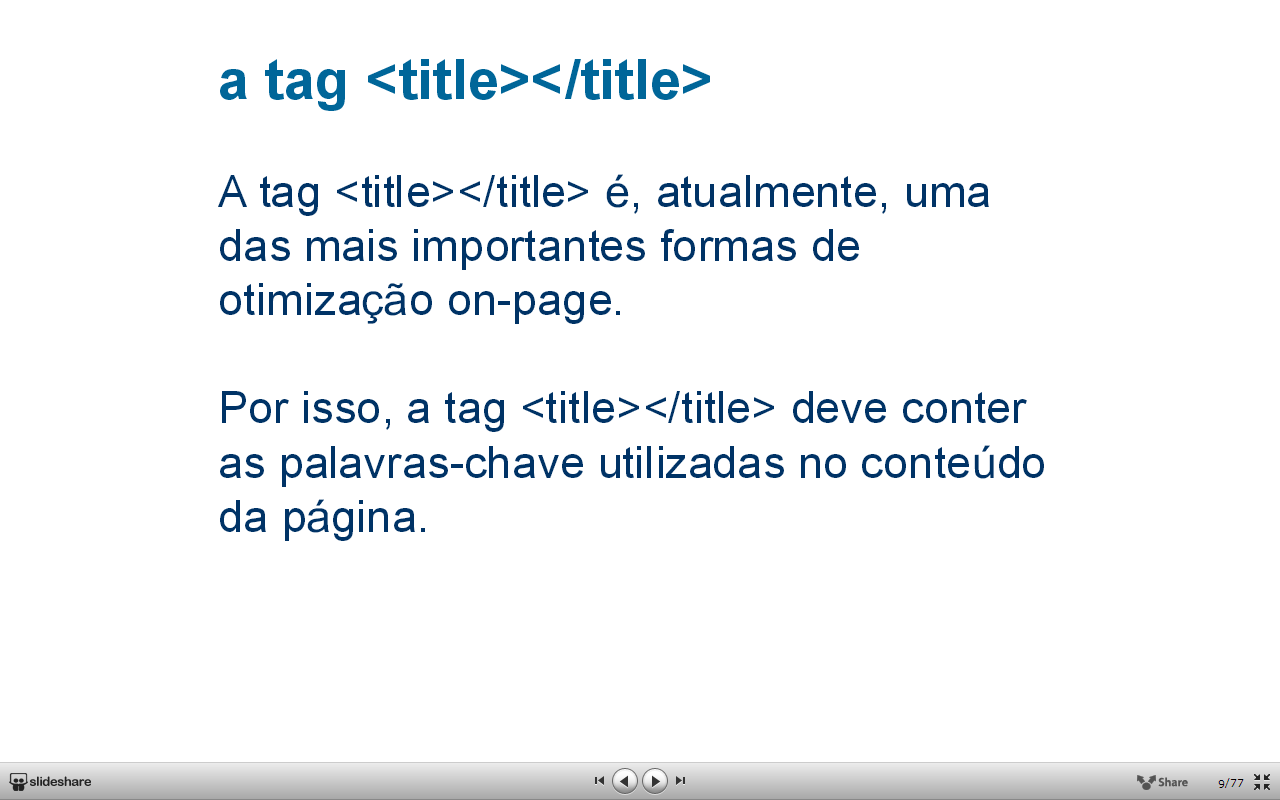 a tag <title></title>
A tag <title></title> é, atualmente, uma
das mais importantes formas de
otimização on-page.
Por isso, a tag <title></title> deve conter
as palavras-chave utilizadas no conteúdo
da página.
slideshare
Share
9/77